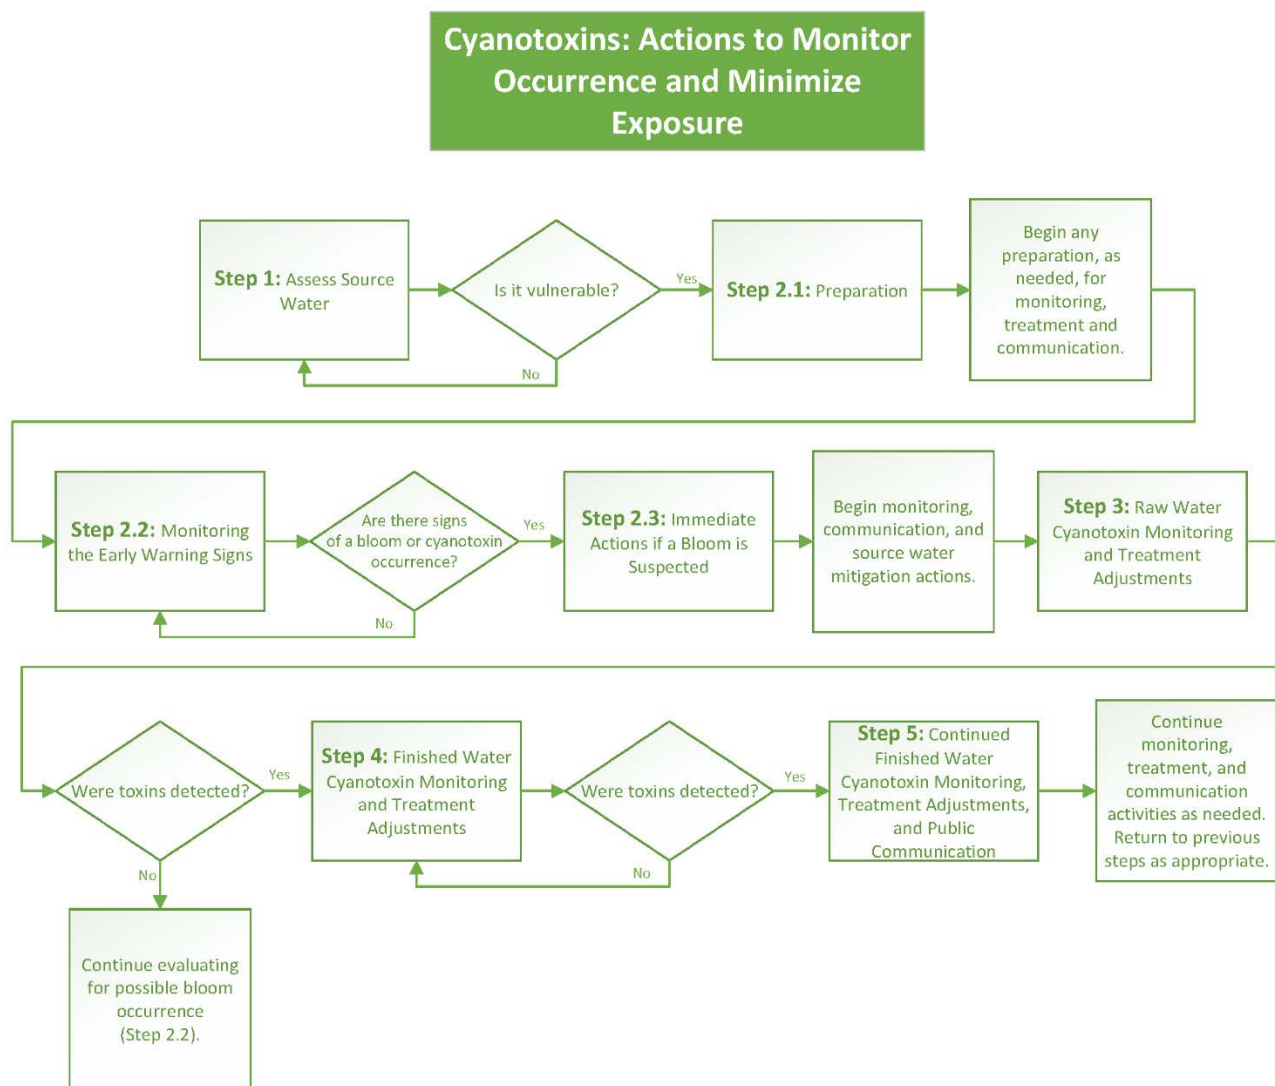 Cyanotoxins: Actions to Monitor
Occurrence and Minimize
Exposure
Step 1: Assess Source
Water
Is it vulnerable?
Yes
No
Step 2.1: Preparation
Begin any
preparation, as
needed, for
monitoring,
treatment and
communication.
Step 2.2: Monitoring
the Early Warning Signs
Are there signs
of a bloom or cyanotoxin
occurrence?
Yes
No
Step 2.3: Immediate
Actions if a Bloom is
Suspected
Begin monitoring,
communication, and
source water
mitigation actions.
Step 3: Raw Water
Cyanotoxin Monitoring
and Treatment
Adjustments
Were toxins detected?
Yes
No
Step 4: Finished Water
Cyanotoxin Monitoring
and Treatment
Adjustments
Were toxins detected?
Yes
No
Step 5: Continued
Finished Water
Cyanotoxin Monitoring,
Treatment Adjustments,
and Public
Communication
Continue
monitoring,
treatment, and
communication
activities as needed.
Return to previous
steps as appropriate.
Continue evaluating
for possible bloom
occurrence
(Step 2.2).